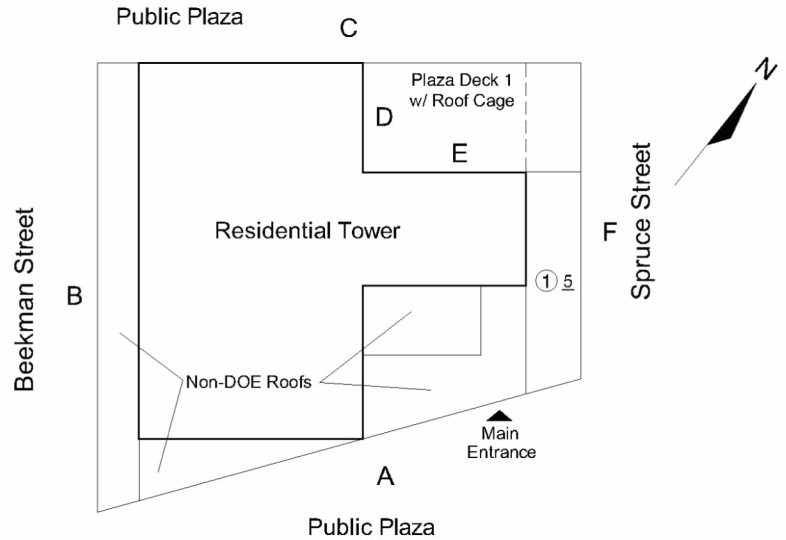 Public Plaza
C
N
Plaza Deck 1
w/ Roof Cage
D
E
Residential Tower
F
Spruce Street
Beekman Street
B
1 5
Non-DOE Roofs
Main
Entrance
A
Public Plaza